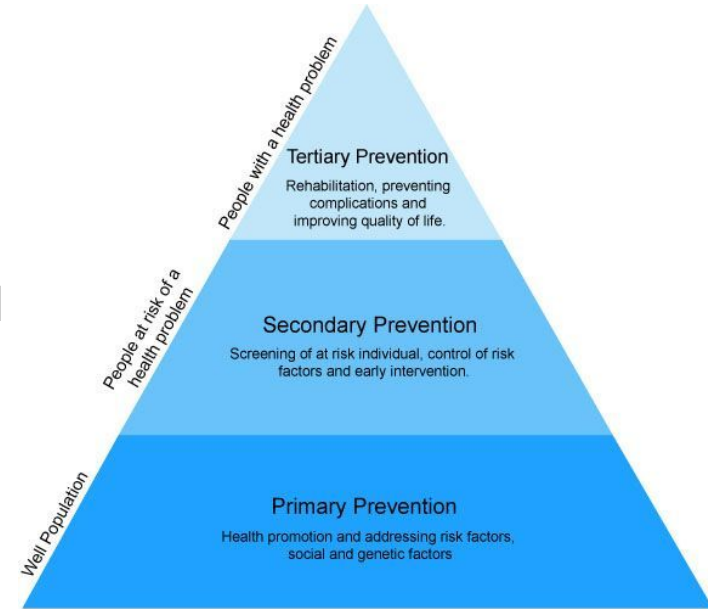 People with a health problem
Tertiary Prevention
Rehabilitation, preventing
complications and
improving quality of life.
People at risk of a
health problem
Secondary Prevention
Screening of at risk individual, control of risk
factors and early intervention.
Well Population
Primary Prevention
Health promotion and addressing risk factors,
social and genetic factors